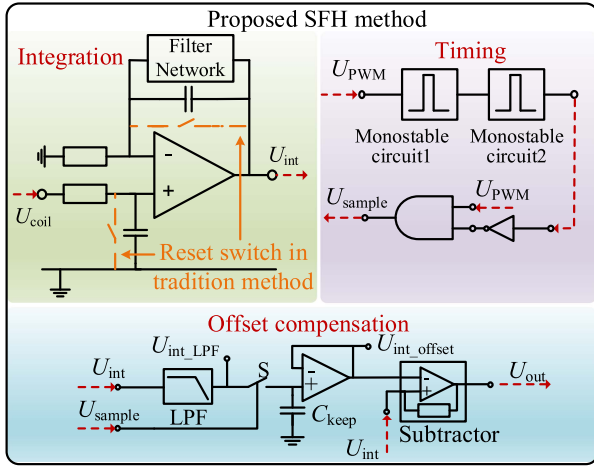 Proposed SFH method
Integration
Filter
Network
-
+
U_int
U_coil
Reset switch in
tradition method
Timing
U_PWM
Monostable
circuit1
Monostable
circuit2
U_sample
U_PWM
Offset compensation
U_int
U_int_LPF
S
U_int_offset
U_out
-
+
-
+
LPF
U_sample
C_keep
U_int
Subtractor